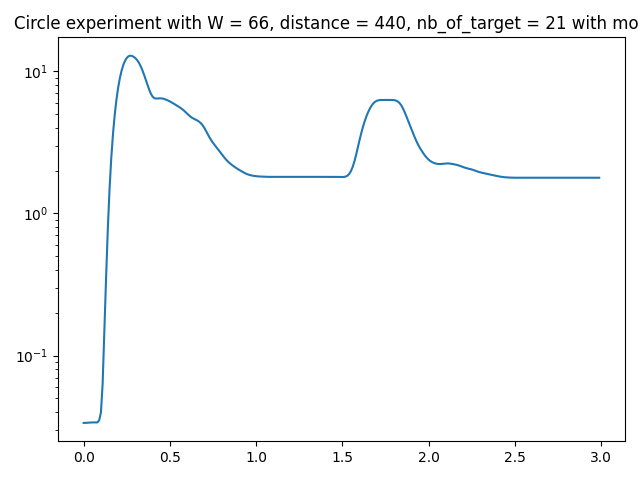 Circle experiment with W = 66, distance = 440, nb_of_target = 21 with mo
10¹
10⁰
10⁻¹
0.0 0.5 1.0 1.5 2.0 2.5 3.0